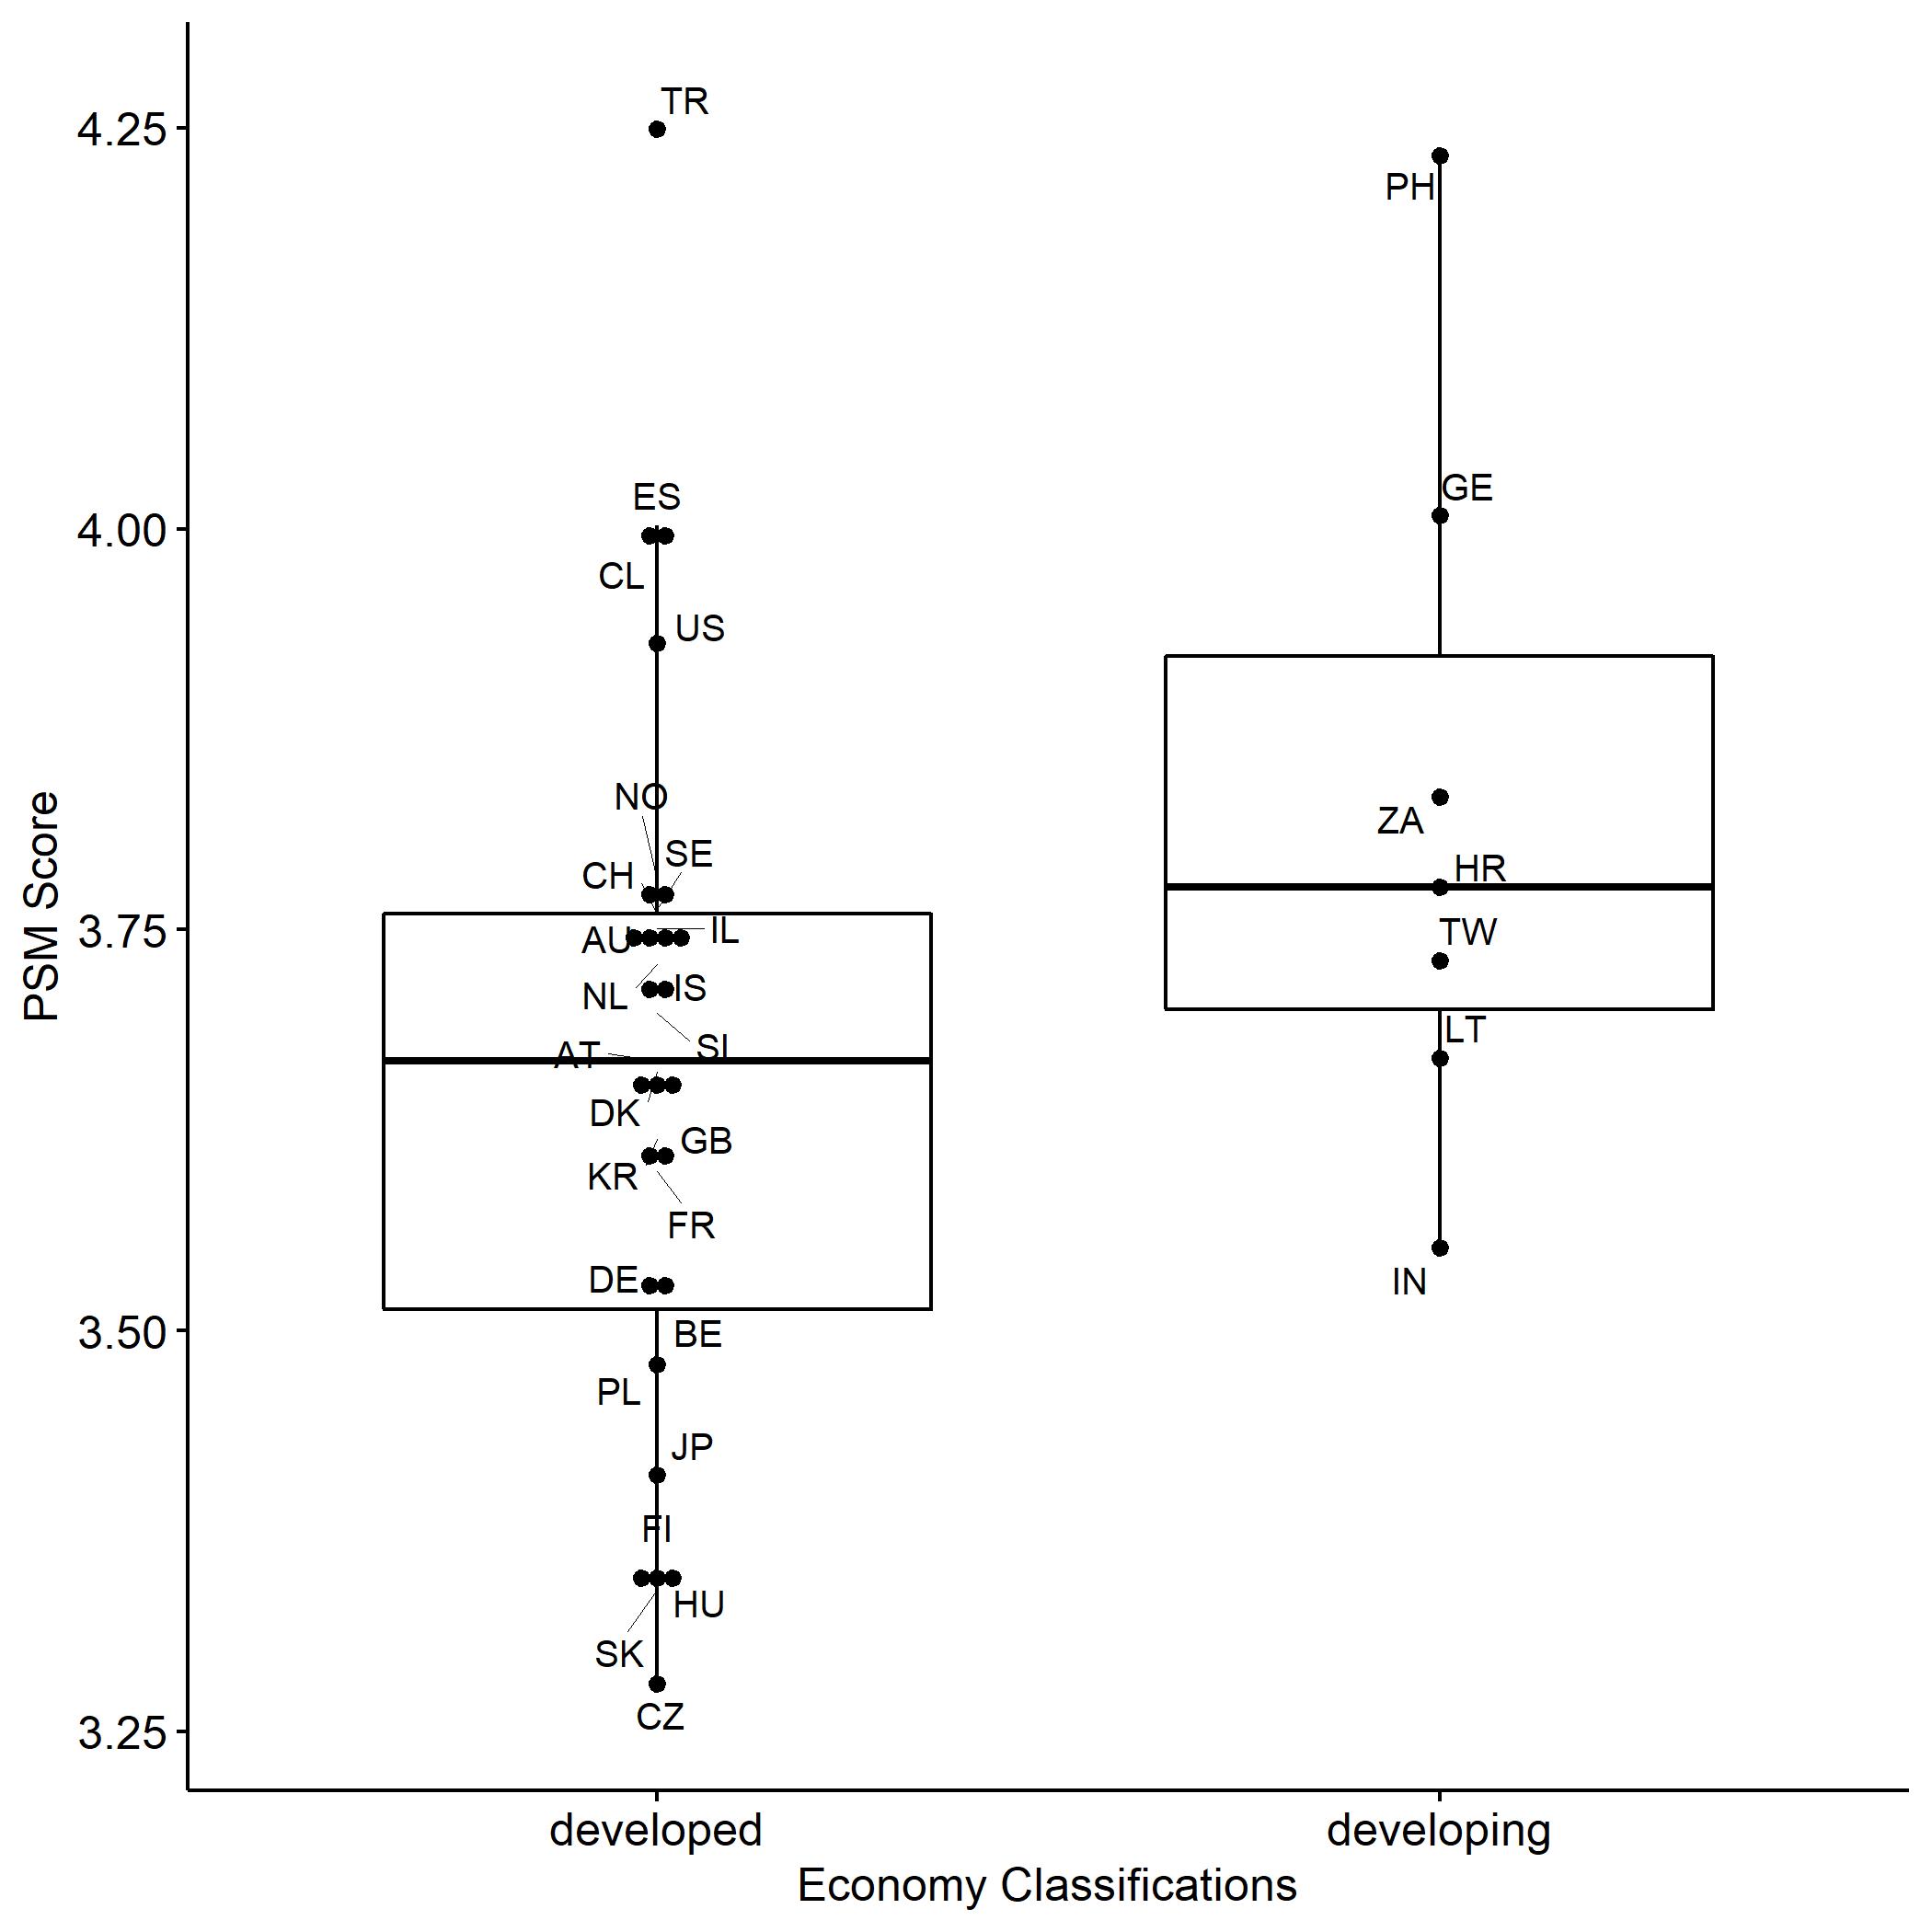 TR
4.25
PH
ES
GE
4.00
CL
US
NO
SE
ZA
CH
HR
IL
3.75
AU
TW
PSM Score
NL
IS
SI
AT
LT
DK
GB
KR
FR
DE
IN
BE
3.50
PL
JP
FI
HU
SK
CZ
3.25
developed
developing
Economy Classifications